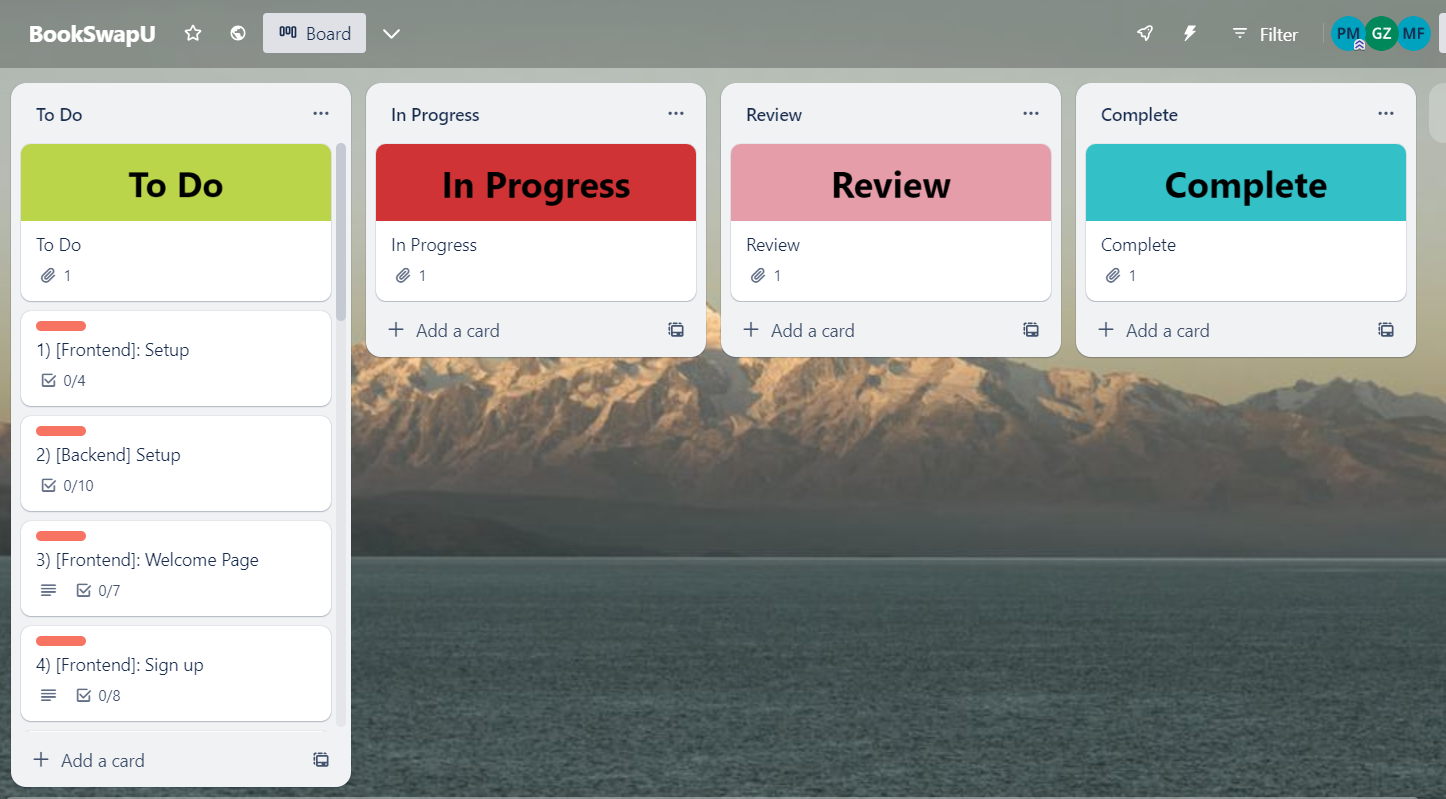 BookSwapU
Board
Filter
PM GZ MF
To Do
To Do
To Do
1
1) [Frontend]: Setup
0/4
2) [Backend] Setup
0/10
3) [Frontend]: Welcome Page
0/7
4) [Frontend]: Sign up
0/8
Add a card
In Progress
In Progress
In Progress
1
Add a card
Review
Review
Review
1
Add a card
Complete
Complete
Complete
1
Add a card